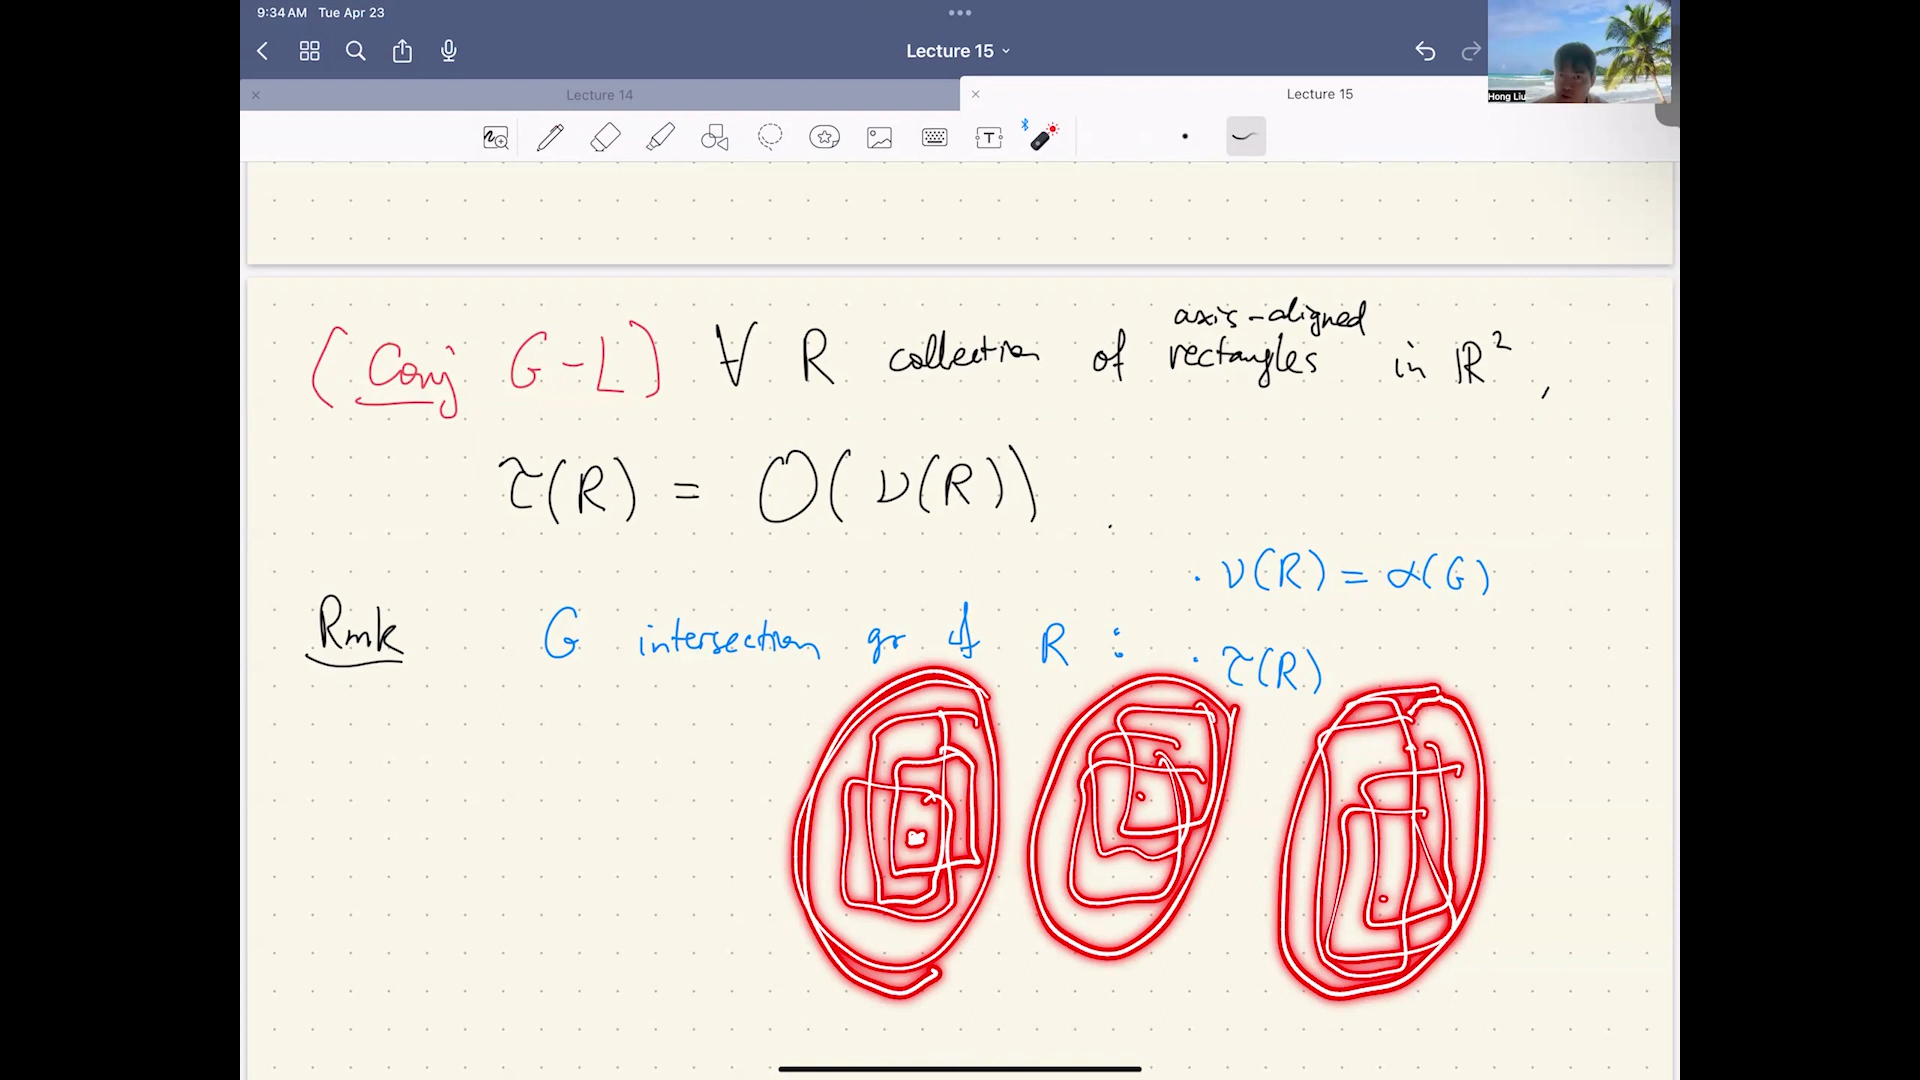 9:34 AM Tue Apr 23
Lecture 15
Lecture 14
Lecture 15
Hong Liu
T
axis-aligned
(Conj G-L) ∀ R collection of rectangles in ℝ²,
τ(R) = O(ν(R)).
· ν(R) = α(G)
Rmk G intersection gr of R :
· τ(R)